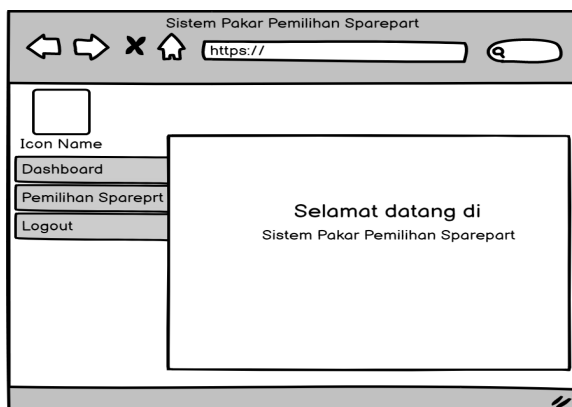 Sistem Pakar Pemilihan Sparepart
https://
Icon Name
Dashboard
Pemilihan Spareprt
Logout
Selamat datang di
Sistem Pakar Pemilihan Sparepart